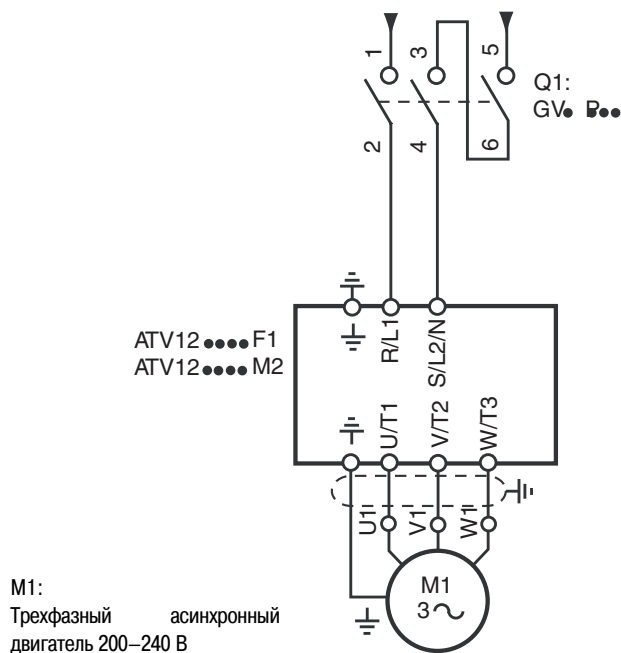 1 3 5
Q1:
GV● P●●
2 4 6
ATV12●●●●F1
ATV12●●●●M2
R/L1 S/L2/N
U/T1 V/T2 W/T3
U1 V1 W1
M1
3
M1:
Трехфазный асинхронный
двигатель 200–240 В